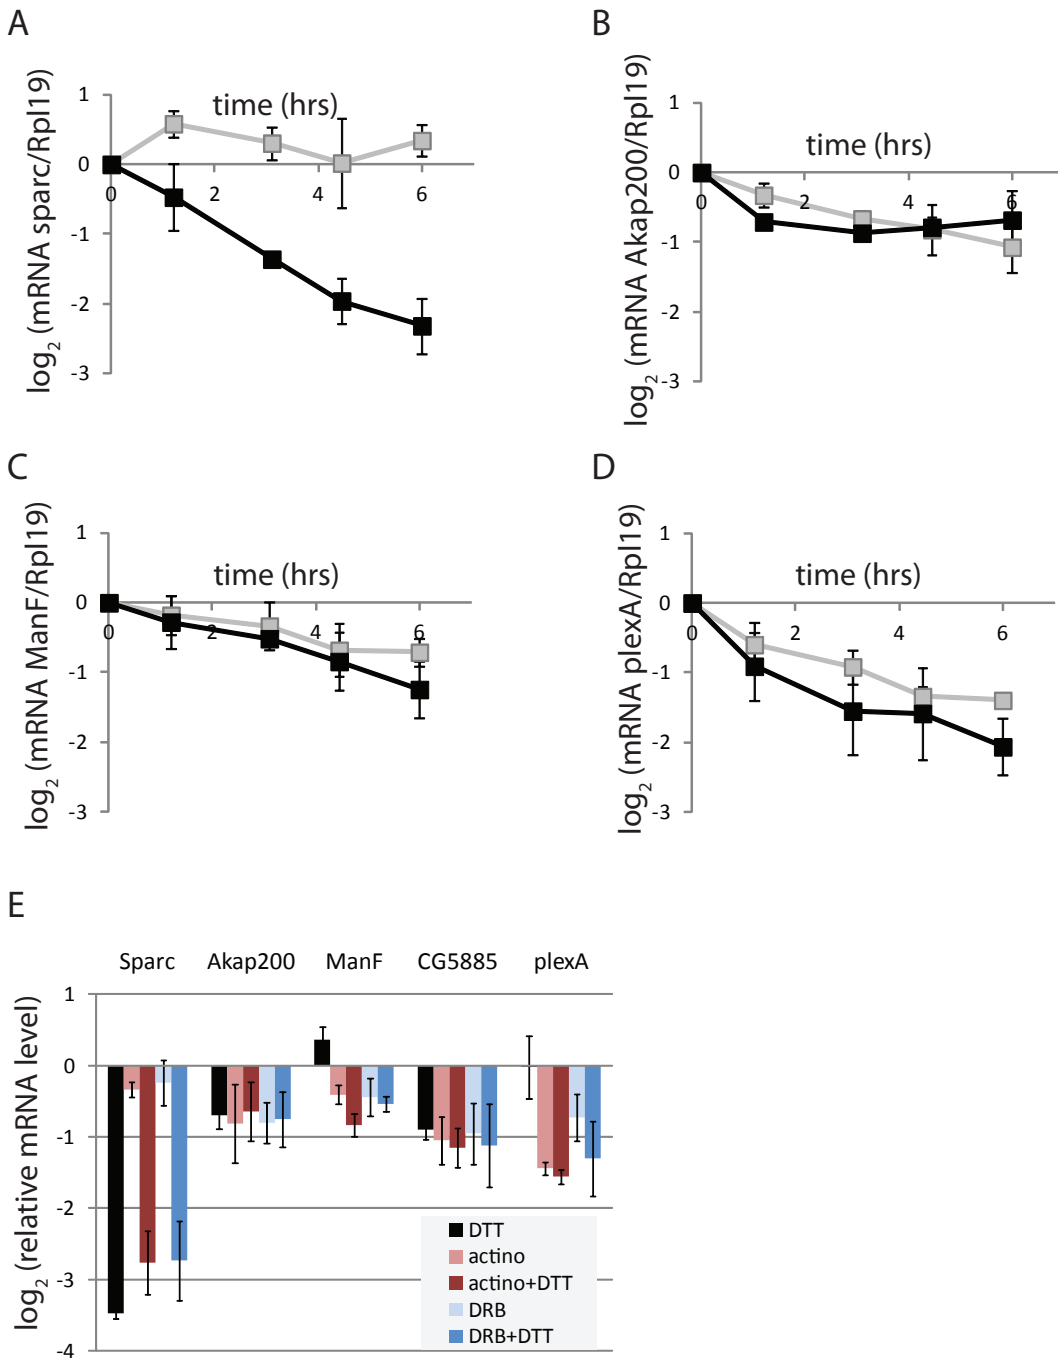 A
log2 (mRNA sparc/Rpl19)
time (hrs)
1
0
-1
-2
-3
0 2 4 6
B
log2 (mRNA Akap200/Rpl19)
time (hrs)
1
0
-1
-2
-3
0 2 4 6
C
log2 (mRNA ManF/Rpl19)
time (hrs)
1
0
-1
-2
-3
0 2 4 6
D
log2 (mRNA plexA/Rpl19)
time (hrs)
1
0
-1
-2
-3
0 2 4 6
E
Sparc Akap200 ManF CG5885 plexA
log2 (relative mRNA level)
1
0
-1
-2
-3
-4
DTT
actino
actino+DTT
DRB
DRB+DTT